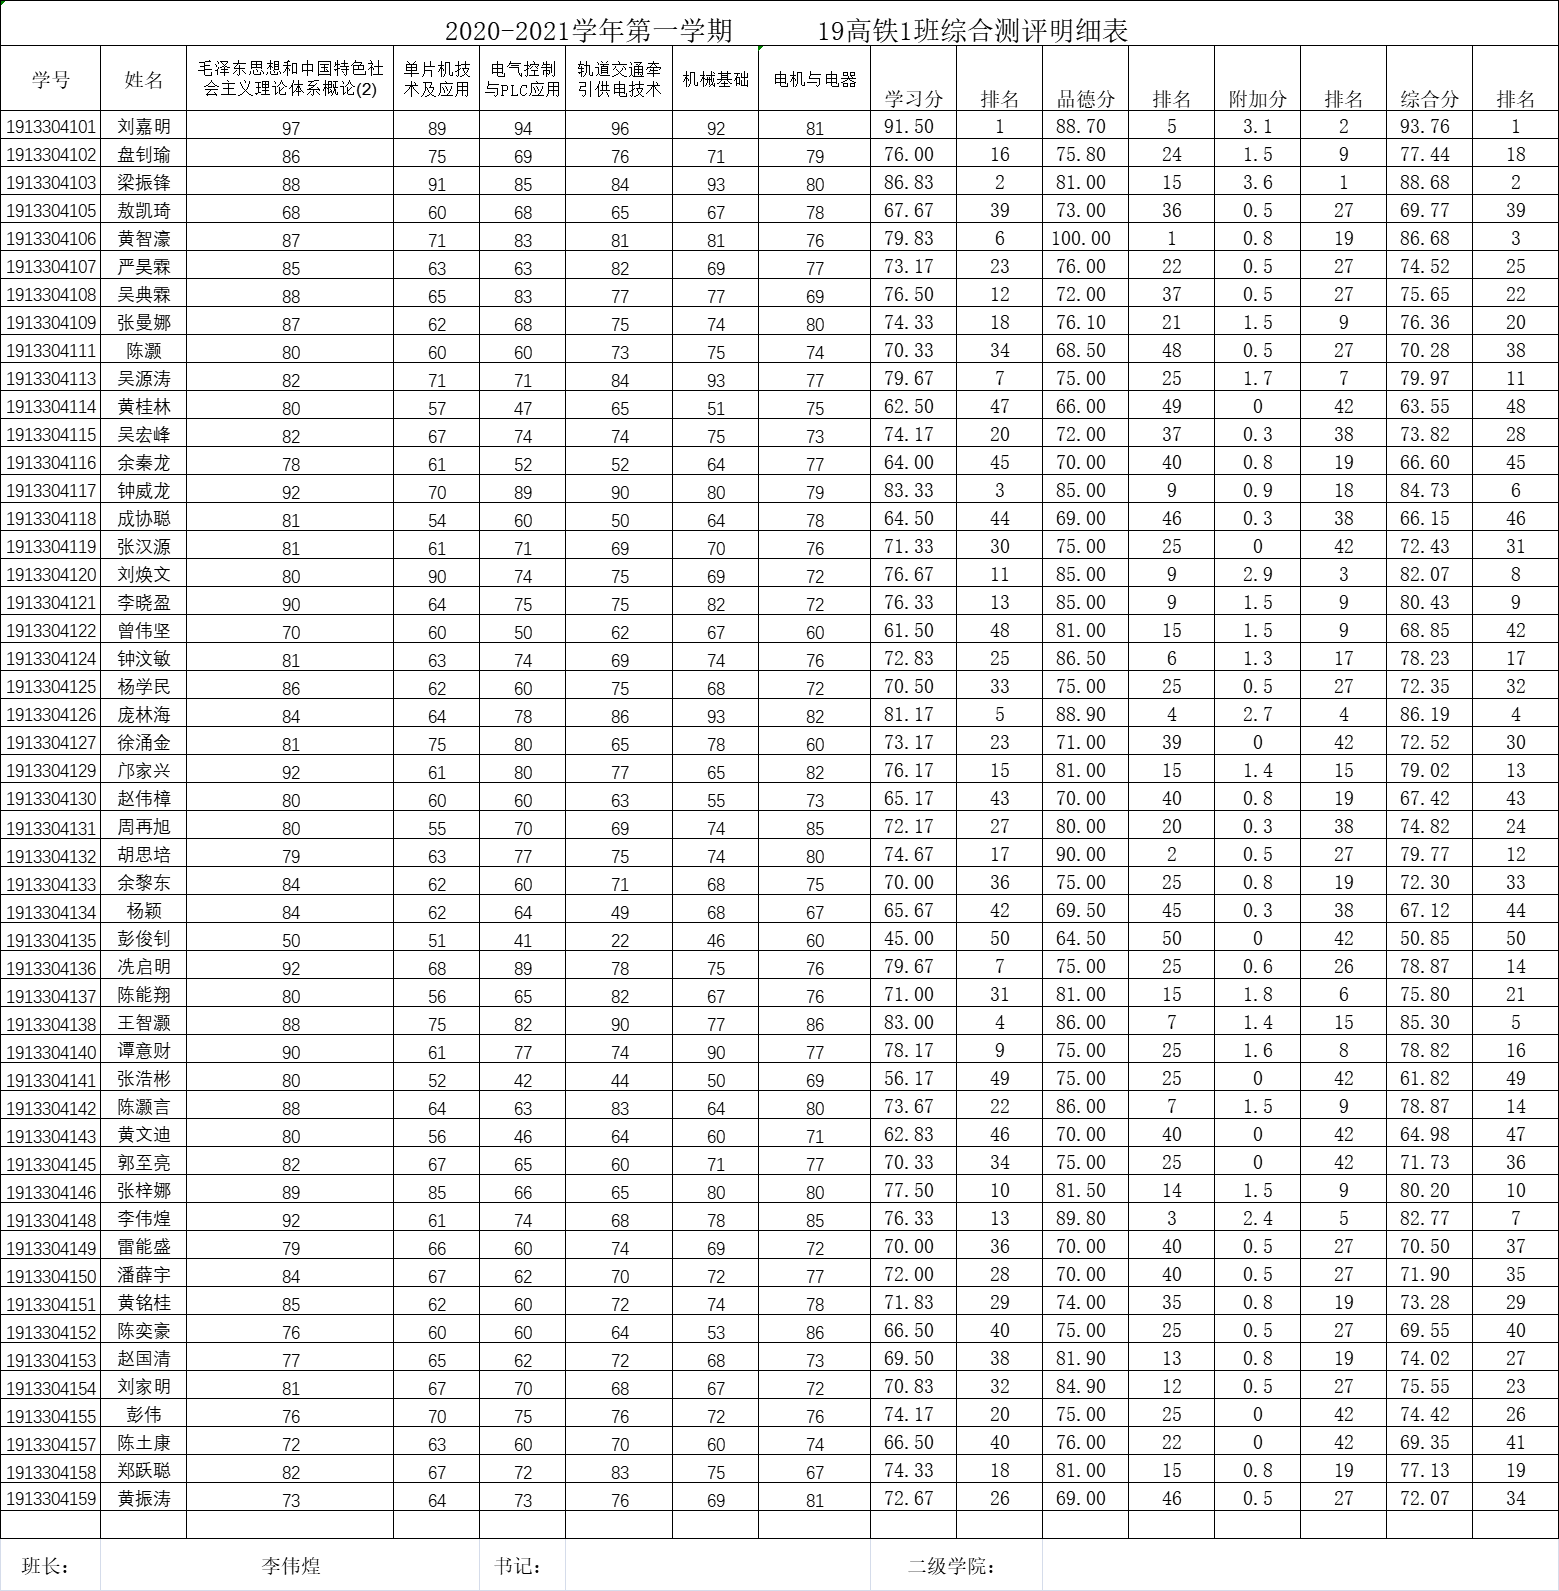 2020-2021学年第一学期 19高铁1班综合测评明细表
学号 姓名 毛泽东思想和中国特色社会主义理论体系概论(2) 单片机技术及应用 电气控制与PLC应用 轨道交通牵引供电技术 机械基础 电机与电器 学习分 排名 品德分 排名 附加分 排名 综合分 排名
1913304101 刘嘉明 97 89 94 96 92 81 91.50 1 88.70 5 3.1 2 93.76 1
1913304102 盘钊瑜 86 75 69 76 71 79 76.00 16 75.80 24 1.5 9 77.44 18
1913304103 梁振锋 88 91 85 84 93 80 86.83 2 81.00 15 3.6 1 88.68 2
1913304105 敖凯琦 68 60 68 65 67 78 67.67 39 73.00 36 0.5 27 69.77 39
1913304106 黄智濠 87 71 83 81 81 76 79.83 6 100.00 1 0.8 19 86.68 3
1913304107 严昊霖 85 63 63 82 69 77 73.17 23 76.00 22 0.5 27 74.52 25
1913304108 吴典霖 88 65 83 77 77 69 76.50 12 72.00 37 0.5 27 75.65 22
1913304109 张曼娜 87 62 68 75 74 80 74.33 18 76.10 21 1.5 9 76.36 20
1913304111 陈灏 80 60 60 73 75 74 70.33 34 68.50 48 0.5 27 70.28 38
1913304113 吴源涛 82 71 71 84 93 77 79.67 7 75.00 25 1.7 7 79.97 11
1913304114 黄桂林 80 57 47 65 51 75 62.50 47 66.00 49 0 42 63.55 48
1913304115 吴宏峰 82 67 74 74 75 73 74.17 20 72.00 37 0.3 38 73.82 28
1913304116 余秦龙 78 61 52 52 64 77 64.00 45 70.00 40 0.8 19 66.60 45
1913304117 钟威龙 92 70 89 90 80 79 83.33 3 85.00 9 0.9 18 84.73 6
1913304118 成协聪 81 54 60 50 64 78 64.50 44 69.00 46 0.3 38 66.15 46
1913304119 张汉源 81 61 71 69 70 76 71.33 30 75.00 25 0 42 72.43 31
1913304120 刘焕文 80 90 74 75 69 72 76.67 11 85.00 9 2.9 3 82.07 8
1913304121 李晓盈 90 64 75 75 82 72 76.33 13 85.00 9 1.5 9 80.43 9
1913304122 曾伟坚 70 60 50 62 67 60 61.50 48 81.00 15 1.5 9 68.85 42
1913304124 钟汶敏 81 63 74 69 74 76 72.83 25 86.50 6 1.3 17 78.23 17
1913304125 杨学民 86 62 60 75 68 72 70.50 33 75.00 25 0.5 27 72.35 32
1913304126 庞林海 84 64 78 86 93 82 81.17 5 88.90 4 2.7 4 86.19 4
1913304127 徐涌金 81 75 80 65 78 60 73.17 23 71.00 39 0 42 72.52 30
1913304129 邝家兴 92 61 80 77 65 82 76.17 15 81.00 15 1.4 15 79.02 13
1913304130 赵伟樟 80 60 60 63 55 73 65.17 43 70.00 40 0.8 19 67.42 43
1913304131 周再旭 80 55 70 69 74 85 72.17 27 80.00 20 0.3 38 74.82 24
1913304132 胡思培 79 63 77 75 74 80 74.67 17 90.00 2 0.5 27 79.77 12
1913304133 余黎东 84 62 60 71 68 75 70.00 36 75.00 25 0.8 19 72.30 33
1913304134 杨颖 84 62 64 49 68 67 65.67 42 69.50 45 0.3 38 67.12 44
1913304135 彭俊钊 50 51 41 22 46 60 45.00 50 64.50 50 0 42 50.85 50
1913304136 冼启明 92 68 89 78 75 76 79.67 7 75.00 25 0.6 26 78.87 14
1913304137 陈能翔 80 56 65 82 67 76 71.00 31 81.00 15 1.8 6 75.80 21
1913304138 王智灏 88 75 82 90 77 86 83.00 4 86.00 7 1.4 15 85.30 5
1913304140 谭意财 90 61 77 74 90 77 78.17 9 75.00 25 1.6 8 78.82 16
1913304141 张浩彬 80 52 42 44 50 69 56.17 49 75.00 25 0 42 61.82 49
1913304142 陈灏言 88 64 63 83 64 80 73.67 22 86.00 7 1.5 9 78.87 14
1913304143 黄文迪 80 56 46 64 60 71 62.83 46 70.00 40 0 42 64.98 47
1913304145 郭至亮 82 67 65 60 71 77 70.33 34 75.00 25 0 42 71.73 36
1913304146 张梓娜 89 85 66 65 80 80 77.50 10 81.50 14 1.5 9 80.20 10
1913304148 李伟煌 92 61 74 68 78 85 76.33 13 89.80 3 2.4 5 82.77 7
1913304149 雷能盛 79 66 60 74 69 72 70.00 36 70.00 40 0.5 27 70.50 37
1913304150 潘薛宇 84 67 62 70 72 77 72.00 28 70.00 40 0.5 27 71.90 35
1913304151 黄铭桂 85 62 60 72 74 78 71.83 29 74.00 35 0.8 19 73.28 29
1913304152 陈奕豪 76 60 60 64 53 86 66.50 40 75.00 25 0.5 27 69.55 40
1913304153 赵国清 77 65 62 72 68 73 69.50 38 81.90 13 0.8 19 74.02 27
1913304154 刘家明 81 67 70 68 67 72 70.83 32 84.90 12 0.5 27 75.55 23
1913304155 彭伟 76 70 75 76 72 76 74.17 20 75.00 25 0 42 74.42 26
1913304157 陈土康 72 63 60 70 60 74 66.50 40 76.00 22 0 42 69.35 41
1913304158 郑跃聪 82 67 72 83 75 67 74.33 18 81.00 15 0.8 19 77.13 19
1913304159 黄振涛 73 64 73 76 69 81 72.67 26 69.00 46 0.5 27 72.07 34
班长： 李伟煌 书记： 二级学院：